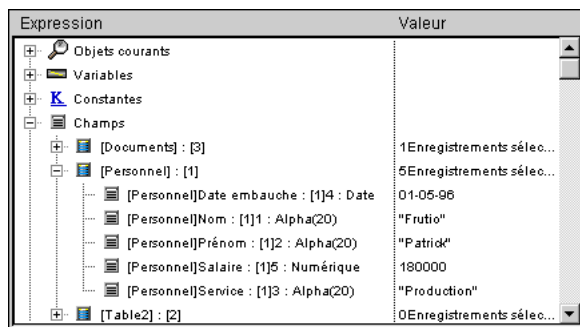 Expression Valeur
Objets courants
Variables
K Constantes
Champs
[Documents] : [3] 1Enregistrements sélec...
[Personnel] : [1] 5Enregistrements sélec...
[Personnel]Date embauche : [1]4 : Date 01-05-96
[Personnel]Nom : [1]1 : Alpha(20) "Frutio"
[Personnel]Prénom : [1]2 : Alpha(20) "Patrick"
[Personnel]Salaire : [1]5 : Numérique 180000
[Personnel]Service : [1]3 : Alpha(20) "Production"
[Table2] : [2] 0Enregistrements sélec...